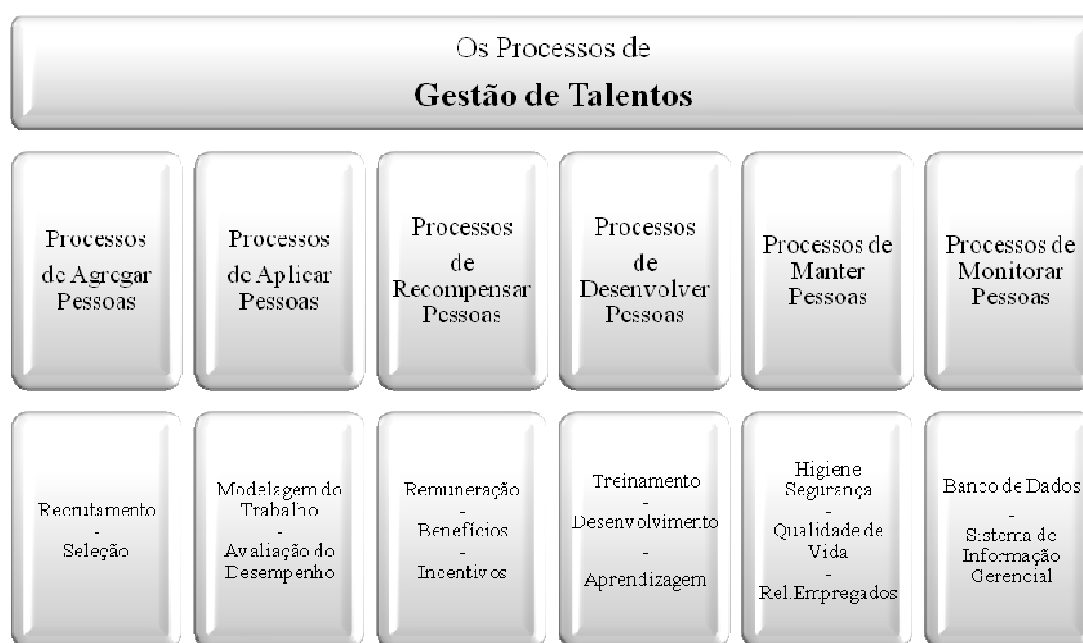 Os Processos de
Gestão de Talentos
Processos
de Agregar
Pessoas
Processos
de Aplicar
Pessoas
Processos
de
Recompensar
Pessoas
Processos
de
Desenvolver
Pessoas
Processos de
Manter
Pessoas
Processos de
Monitorar
Pessoas
Recrutamento
-
Seleção
Modelagem do
Trabalho
-
Avaliação do
Desempenho
Remuneração
-
Benefícios
-
Incentivos
Treinamento
-
Desenvolvimento
-
Aprendizagem
Higiene
Segurança
-
Qualidade de
Vida
-
Rel.Empregados
Banco de Dados
-
Sistema de
Informação
Gerencial